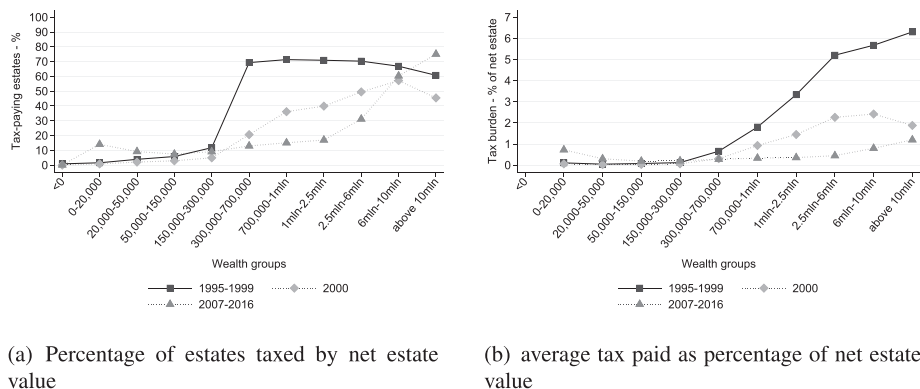 Tax-paying estates - %
100
90
80
70
60
50
40
30
20
10
0
<0
0-20,000
20,000-50,000
50,000-150,000
150,000-300,000
300,000-700,000
700,000-1mln
1mln-2.5mln
2.5mln-6mln
6mln-10mln
above 10mln
Wealth groups
1995-1999
2000
2007-2016
(a) Percentage of estates taxed by net estate
value
Tax burden - % of net estate
7
6
5
4
3
2
1
0
<0
0-20,000
20,000-50,000
50,000-150,000
150,000-300,000
300,000-700,000
700,000-1mln
1mln-2.5mln
2.5mln-6mln
6mln-10mln
above 10mln
Wealth groups
1995-1999
2000
2007-2016
(b) average tax paid as percentage of net estate
value